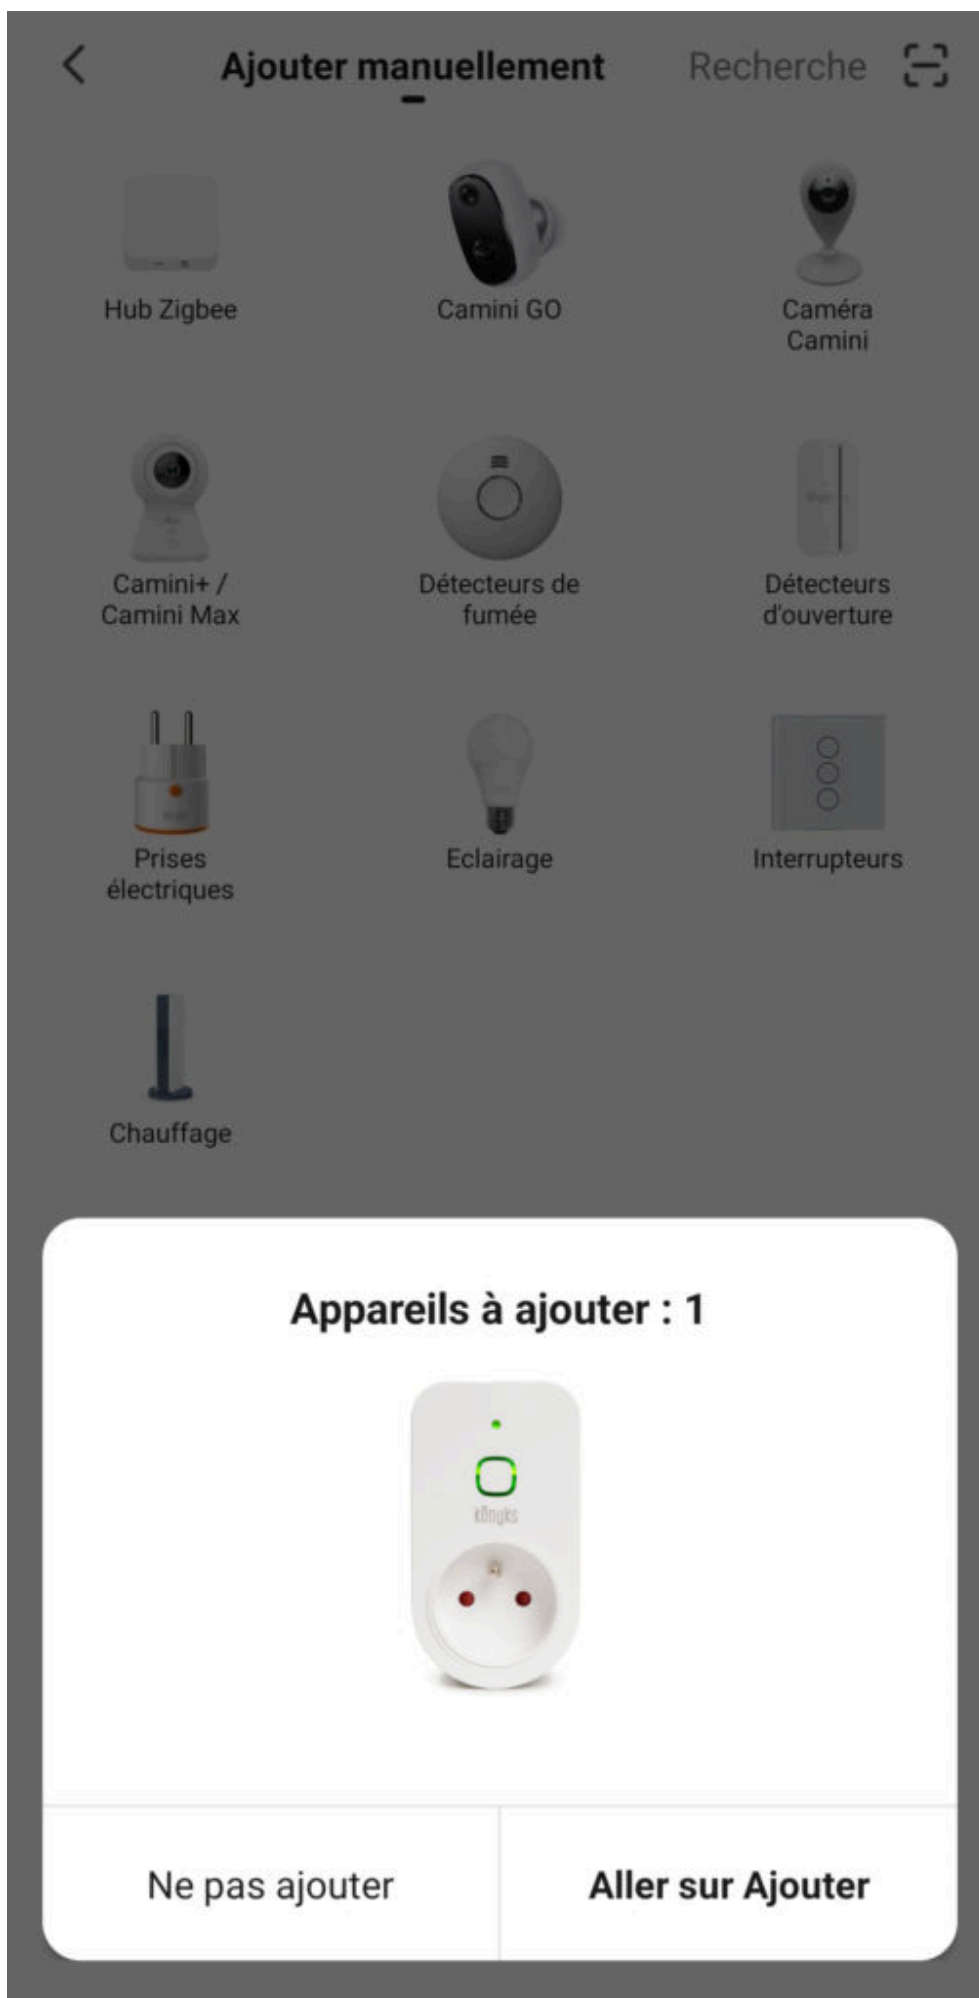 Ajouter manuellement Recherche
Hub Zigbee
Camini GO
Caméra
Camini
Camini+ /
Camini Max
Détecteurs de
fumée
Détecteurs
d'ouverture
Prises
électriques
Eclairage
Interrupteurs
Chauffage
Appareils à ajouter : 1
kônyks
Ne pas ajouter
Aller sur Ajouter